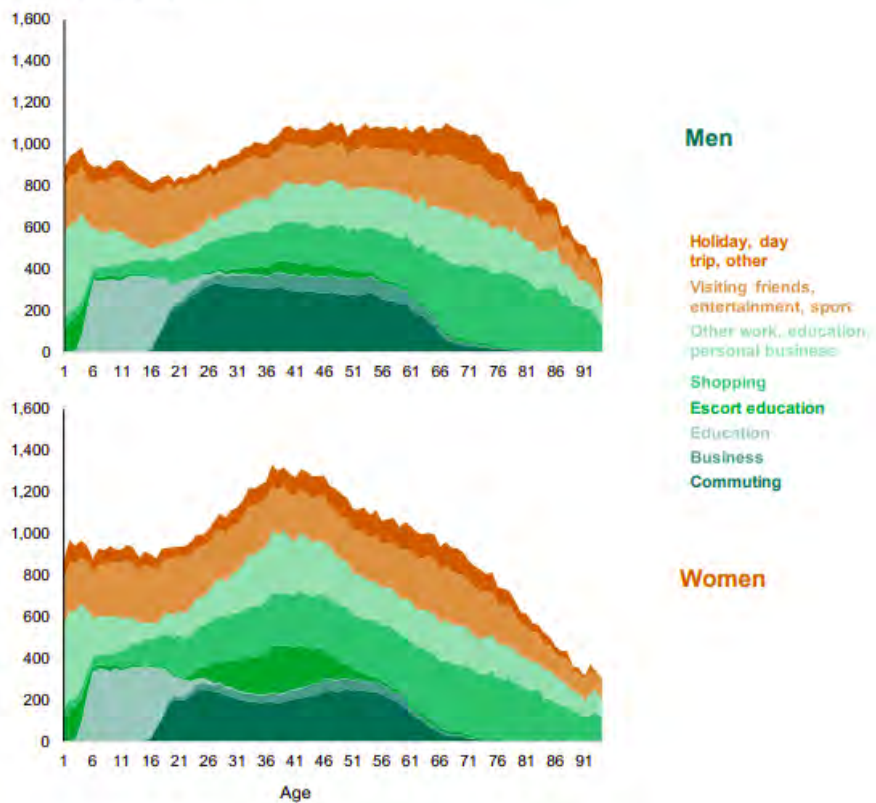 1,600
1,400
1,200
1,000
800
600
400
200
0
1 6 11 16 21 26 31 36 41 46 51 56 61 66 71 76 81 86 91
Men
Holiday, day
trip, other
Visiting friends,
entertainment, sport
Other work, education,
personal business
Shopping
Escort education
Education
Business
Commuting
1,600
1,400
1,200
1,000
800
600
400
200
0
1 6 11 16 21 26 31 36 41 46 51 56 61 66 71 76 81 86 91
Age
Women